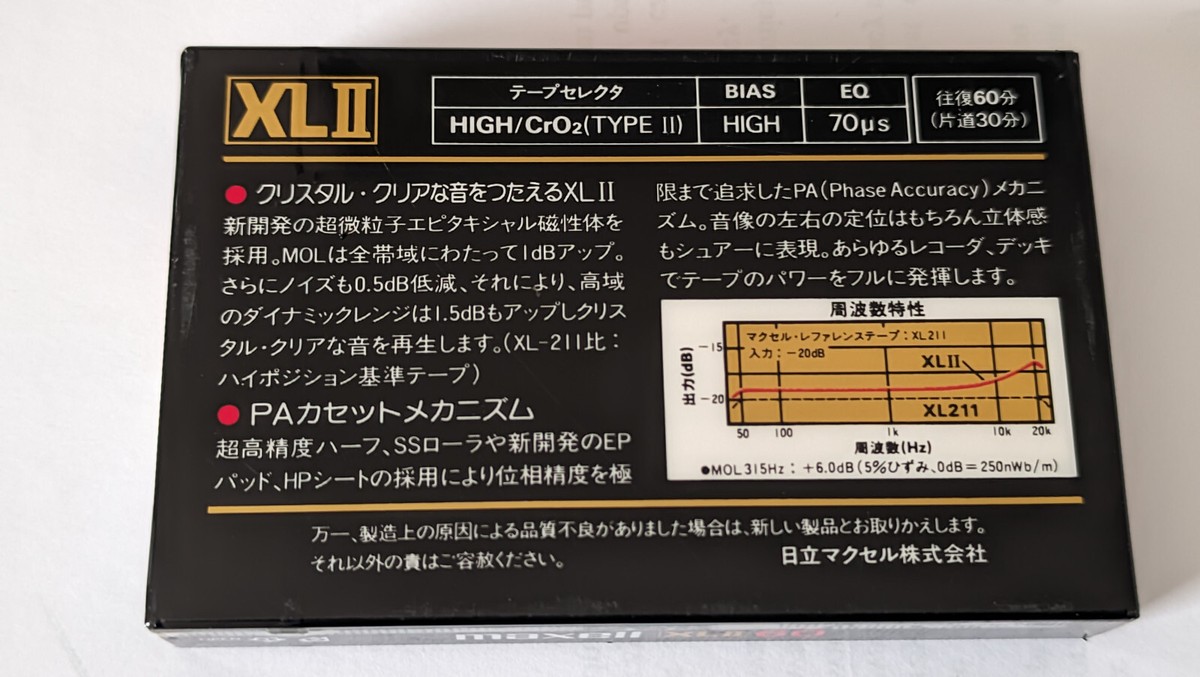 XLII
テープセレクタ BIAS EQ
HIGH/CrO2(TYPE II) HIGH 70μs
往復60分
(片道30分)
●クリスタル・クリアな音をつたえるXLII
新開発の超微粒子エピタキシャル磁性体を
採用。MOLは全帯域にわたって1dBアップ。
さらにノイズも0.5dB低減、それにより、高域
のダイナミックレンジは1.5dBもアップしクリス
タル・クリアな音を再生します。(XL-211比：
ハイポジション基準テープ)
●PAカセットメカニズム
超高精度ハーフ、SSローラや新開発のEP
パッド、HPシートの採用により位相精度を極
限まで追求したPA(Phase Accuracy)メカニ
ズム。音像の左右の定位はもちろん立体感
もシュアーに表現。あらゆるレコーダ、デッキ
でテープのパワーをフルに発揮します。
周波数特性
マクセル・レファレンステープ：XL211
入力：−20dB
XLII
XL211
出力(dB)
−15
−20
50 100 1k 10k 20k
周波数(Hz)
●MOL315Hz：+6.0dB(5%ひずみ、0dB=250nWb/m)
万一、製造上の原因による品質不良がありました場合は、新しい製品とお取りかえします。
それ以外の責はご容赦ください。
日立マクセル株式会社
maxell XLII 60